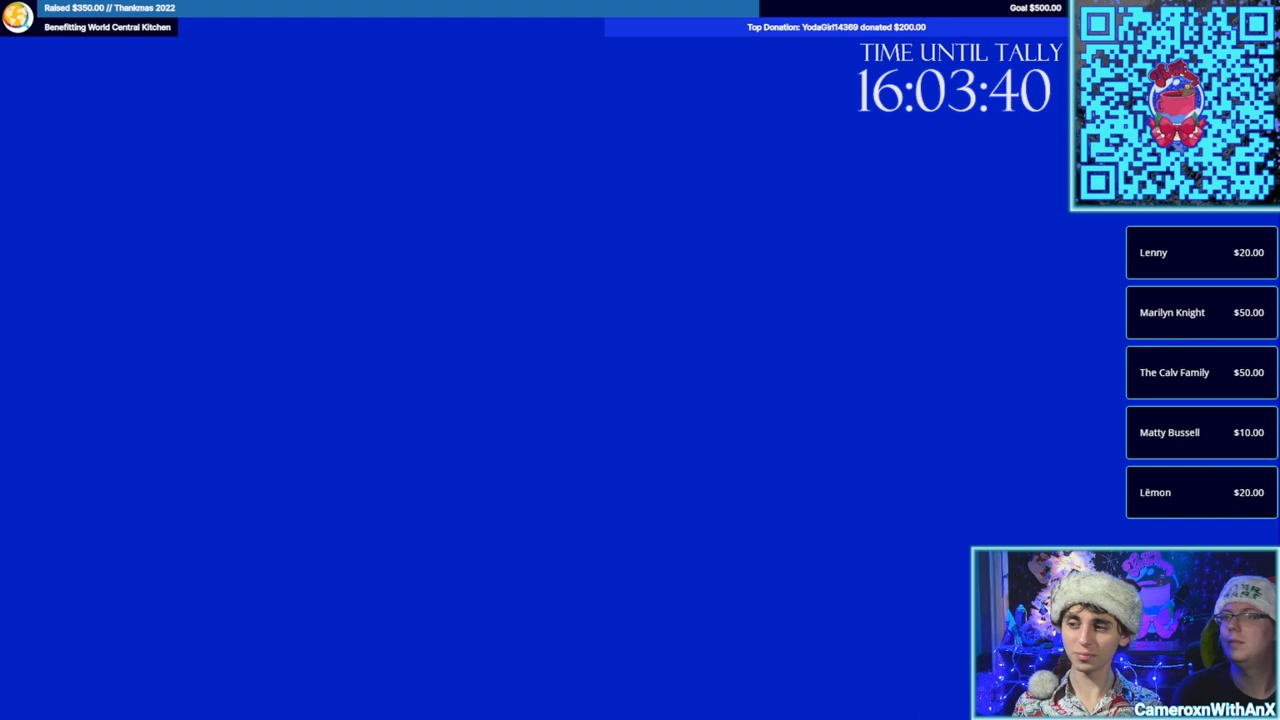 Raised $350.00 // Thankmas 2022
Goal $500.00
Benefitting World Central Kitchen
Top Donation: YodaGirl14369 donated $200.00
TIME UNTIL TALLY
16:03:40
Lenny $20.00
Marilyn Knight $50.00
The Calv Family $50.00
Matty Bussell $10.00
Lëmon $20.00
CameroxnWithAnX